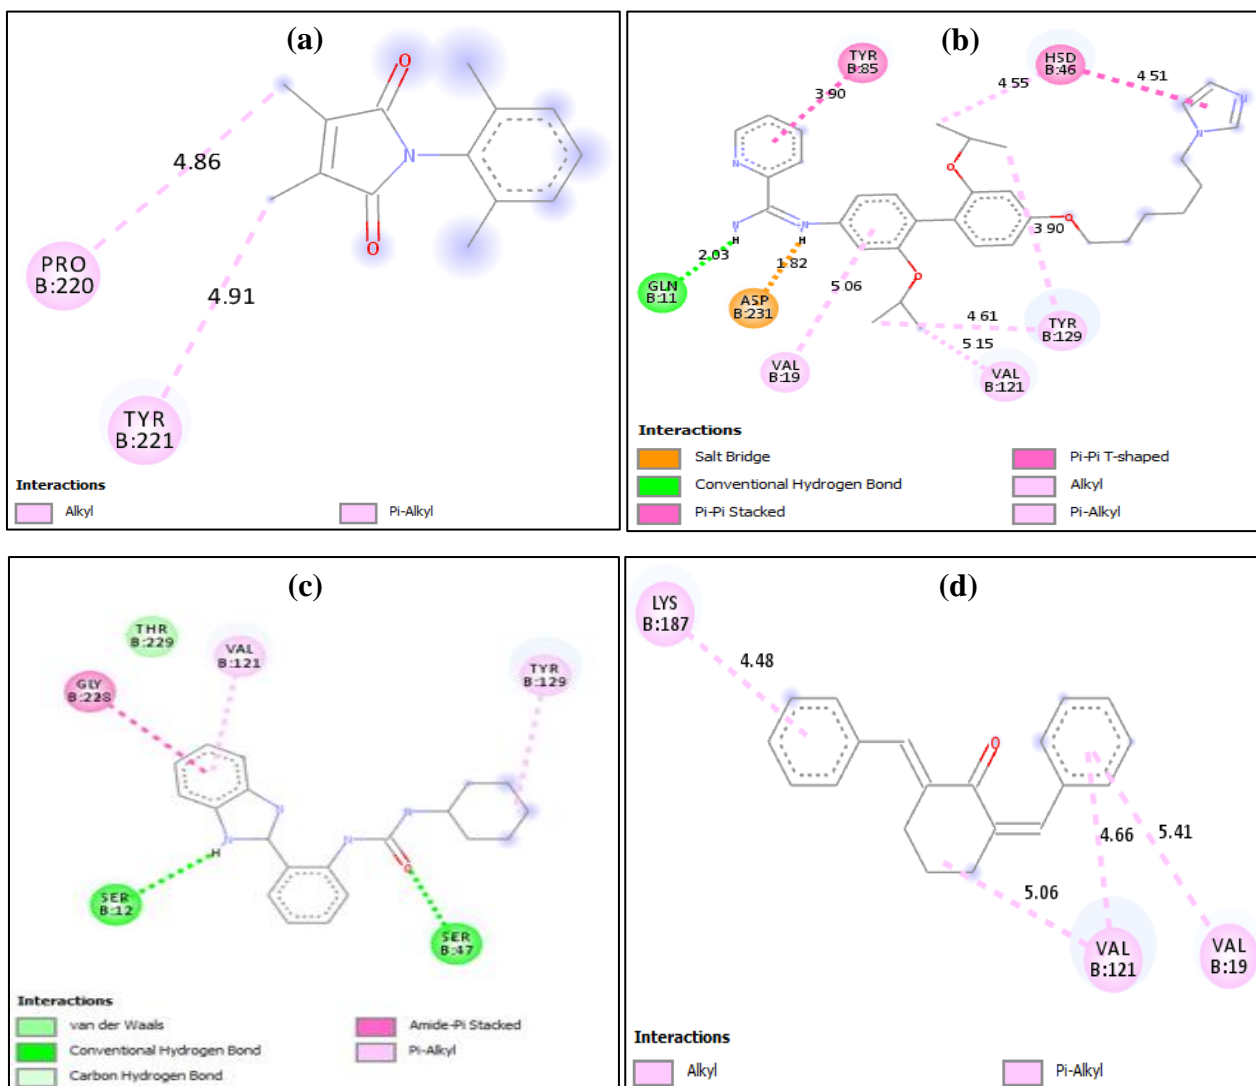 (a)
O
N
O
4.86
PRO
B:220
4.91
TYR
B:221
Interactions
Alkyl
Pi-Alkyl
(b)
TYR
B:85
3.90
H5D
B:46
4.55
4.51
N
N
N
O
N
N
H
H
O
3.90
2.03
1.82
5.06
O
GLN
B:11
ASP
B:231
4.61
TYR
B:129
5.15
VAL
B:19
VAL
B:121
Interactions
Salt Bridge
Pi-Pi T-shaped
Conventional Hydrogen Bond
Alkyl
Pi-Pi Stacked
Pi-Alkyl
(c)
THR
B:229
VAL
B:121
TYR
B:129
GLY
B:228
N
N
N
N
H
O
SER
B:12
SER
B:47
Interactions
van der Waals
Amide-Pi Stacked
Conventional Hydrogen Bond
Pi-Alkyl
Carbon Hydrogen Bond
(d)
LYS
B:187
4.48
O
4.66
5.41
5.06
VAL
B:121
VAL
B:19
Interactions
Alkyl
Pi-Alkyl